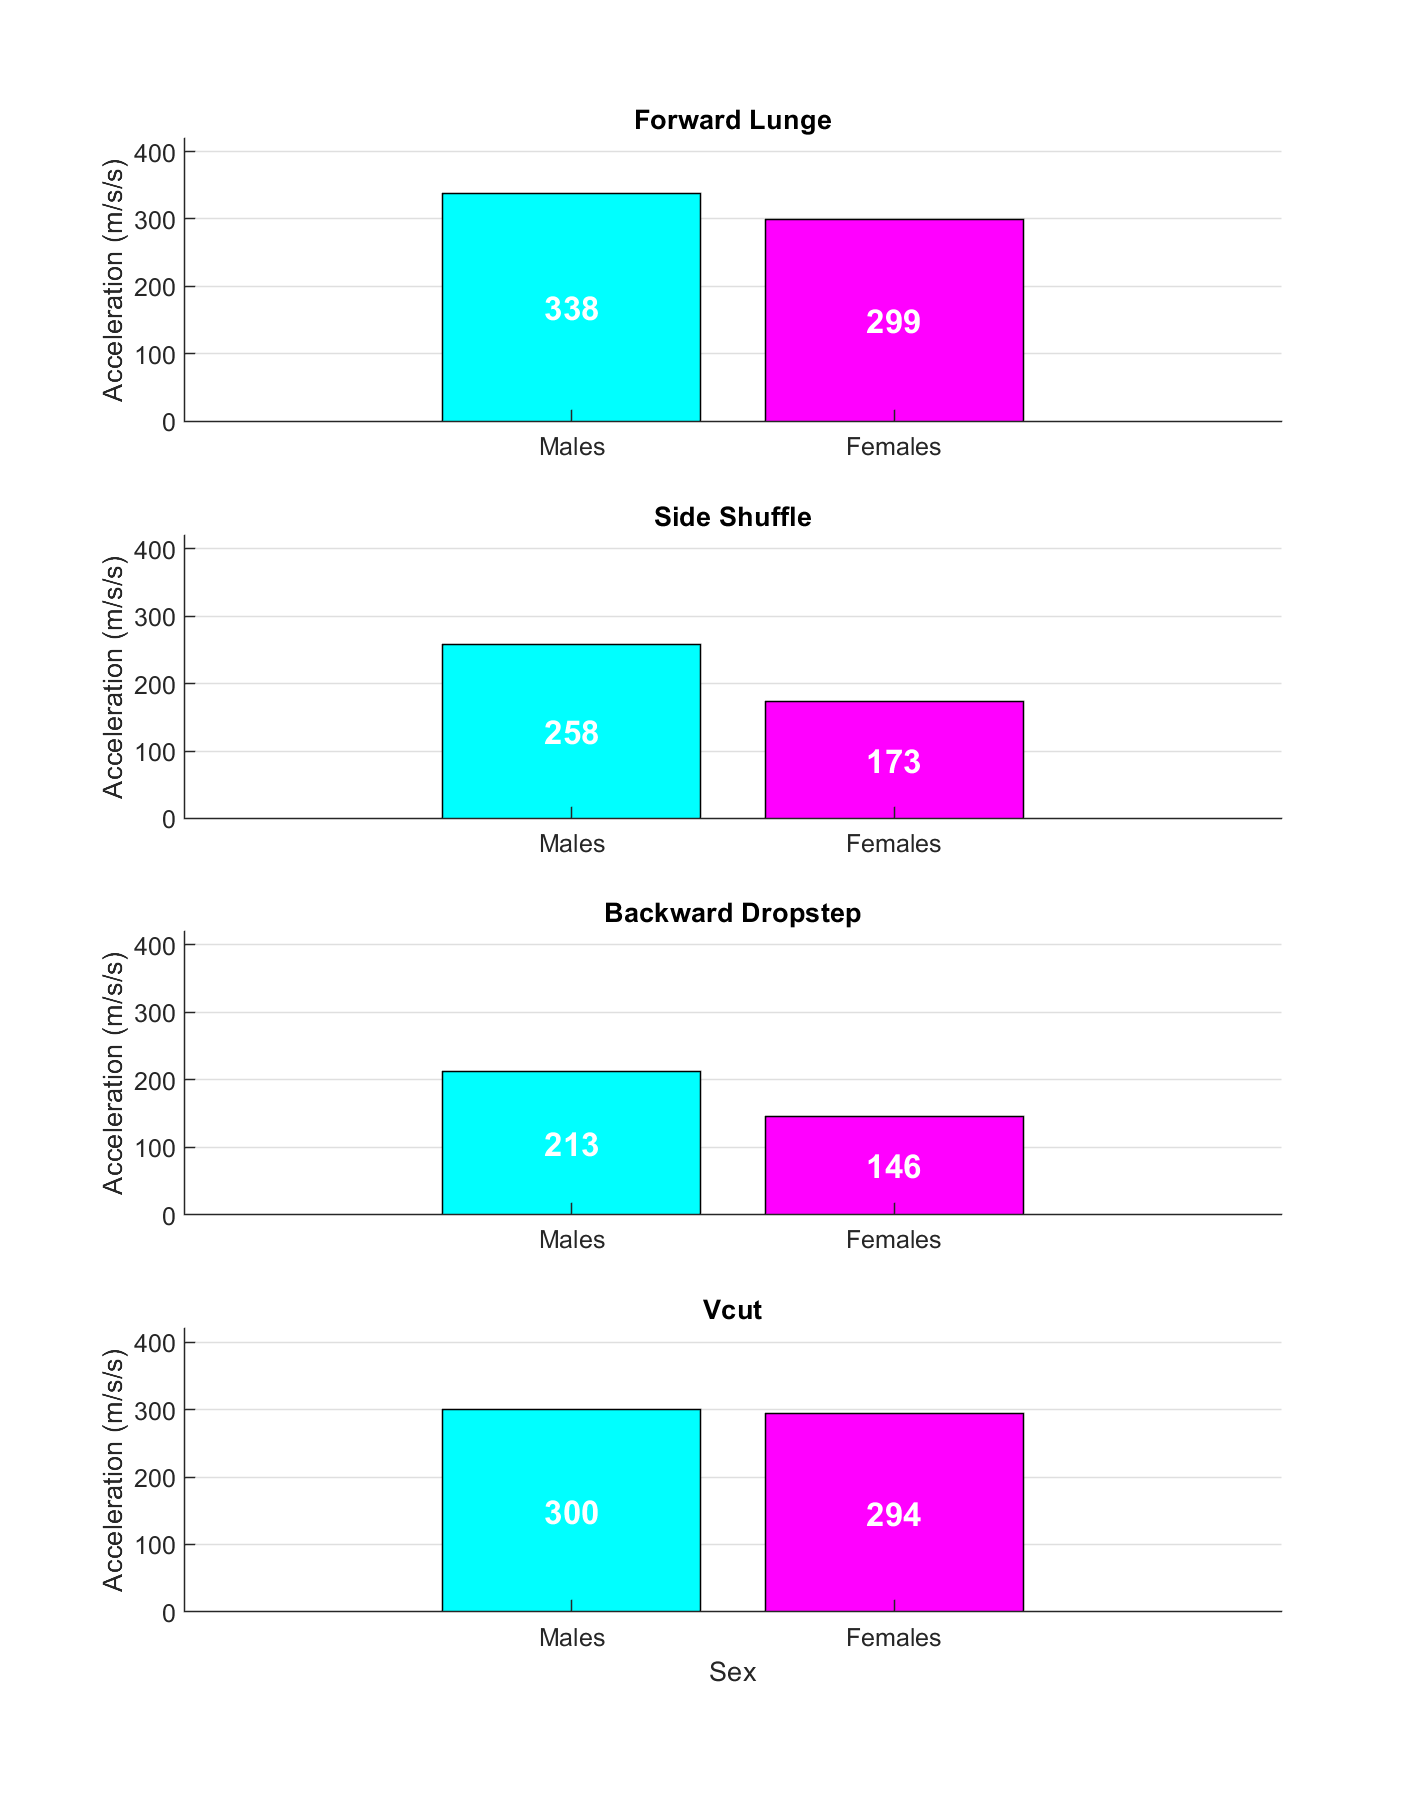 Forward Lunge
Acceleration (m/s/s)
400
300
200
100
0
338
299
Males
Females
Side Shuffle
Acceleration (m/s/s)
400
300
200
100
0
258
173
Males
Females
Backward Dropstep
Acceleration (m/s/s)
400
300
200
100
0
213
146
Males
Females
Vcut
Acceleration (m/s/s)
400
300
200
100
0
300
294
Males
Females
Sex